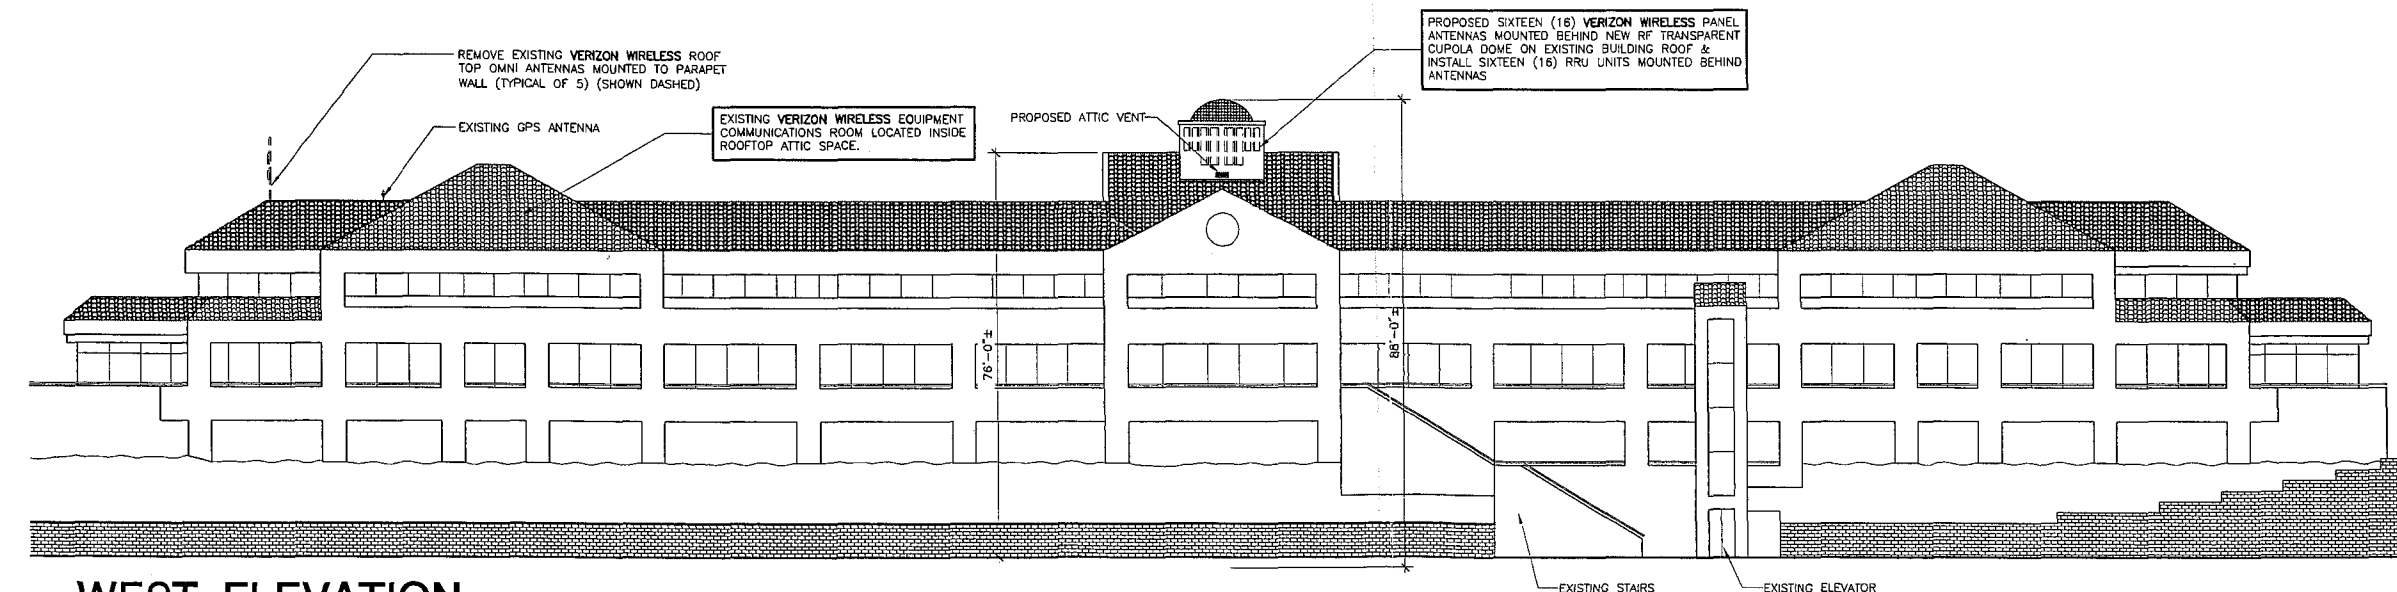 REMOVE EXISTING VERIZON WIRELESS ROOF
TOP OMNI ANTENNAS MOUNTED TO PARAPET
WALL (TYPICAL OF 5) (SHOWN DASHED)
EXISTING GPS ANTENNA
EXISTING VERIZON WIRELESS EQUIPMENT
COMMUNICATIONS ROOM LOCATED INSIDE
ROOFTOP ATTIC SPACE.
PROPOSED ATTIC VENT
PROPOSED SIXTEEN (16) VERIZON WIRELESS PANEL
ANTENNAS MOUNTED BEHIND NEW RF TRANSPARENT
CUPOLA DOME ON EXISTING BUILDING ROOF &
INSTALL SIXTEEN (16) RRU UNITS MOUNTED BEHIND
ANTENNAS
76'-0"±
88'-0"±
WEST ELEVATION
EXISTING STAIRS
EXISTING ELEVATOR